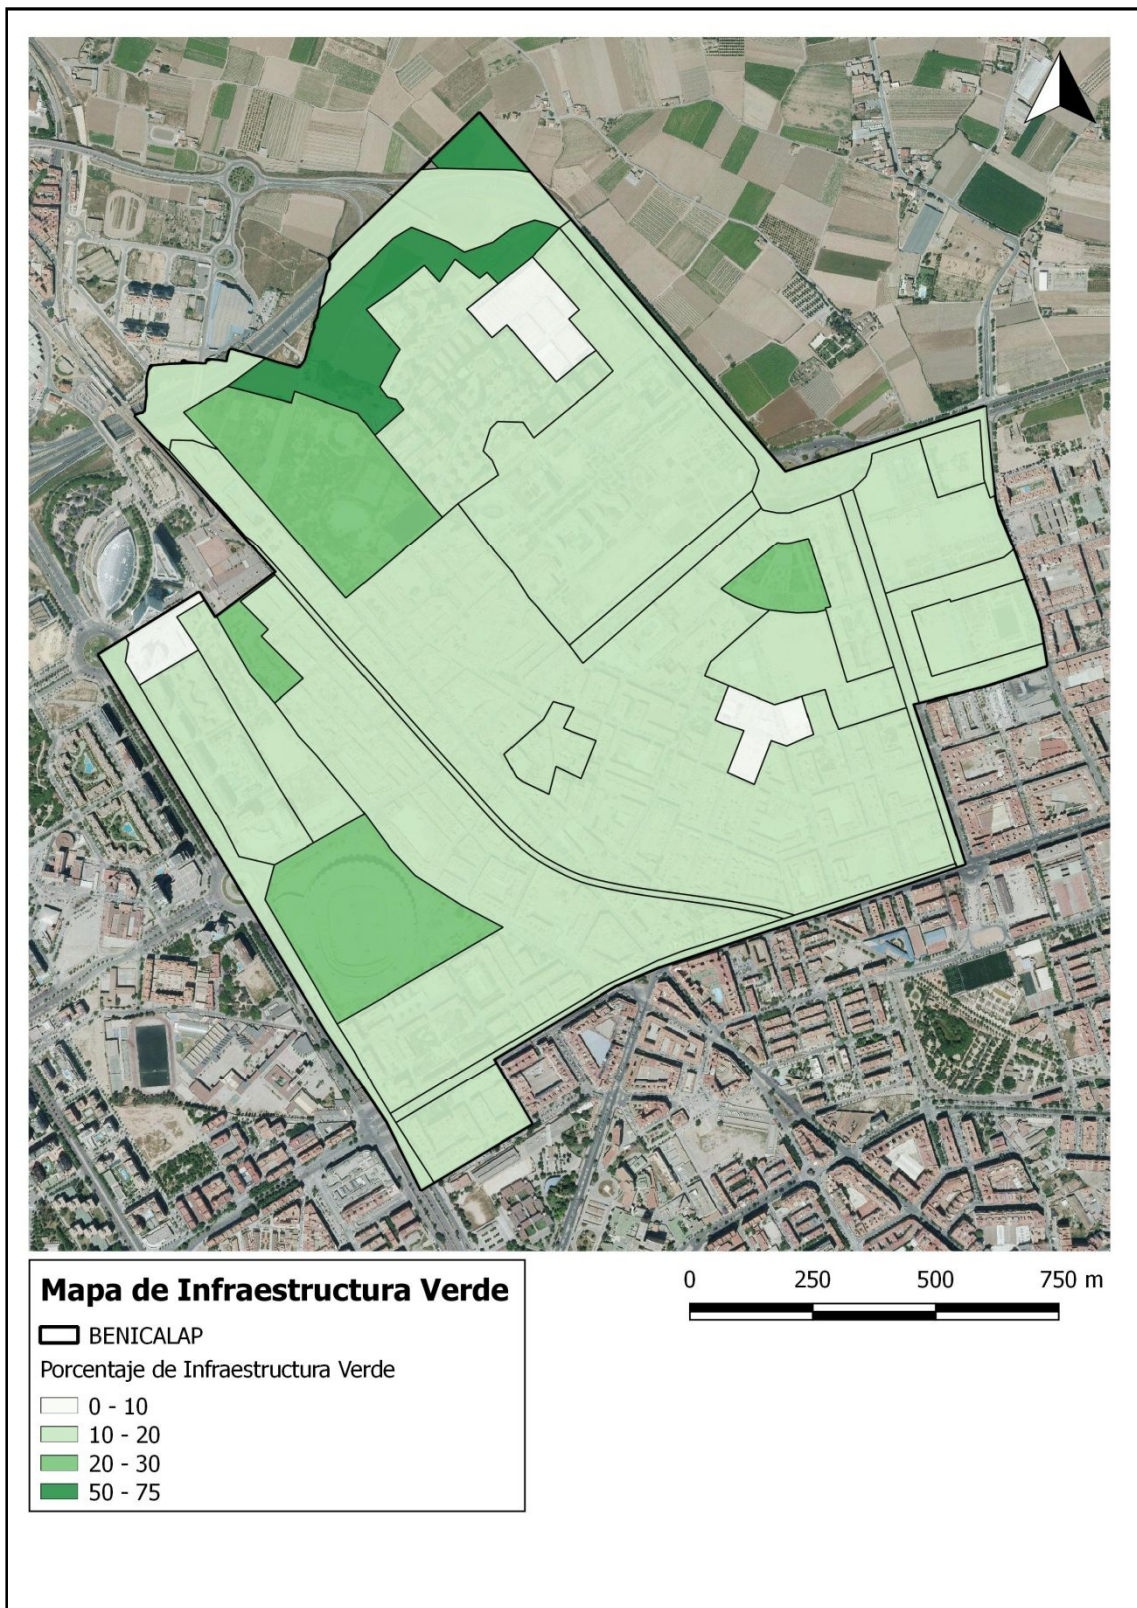 0 250 500 750 m
Mapa de Infraestructura Verde
BENICALAP
Porcentaje de Infraestructura Verde
0 - 10
10 - 20
20 - 30
50 - 75